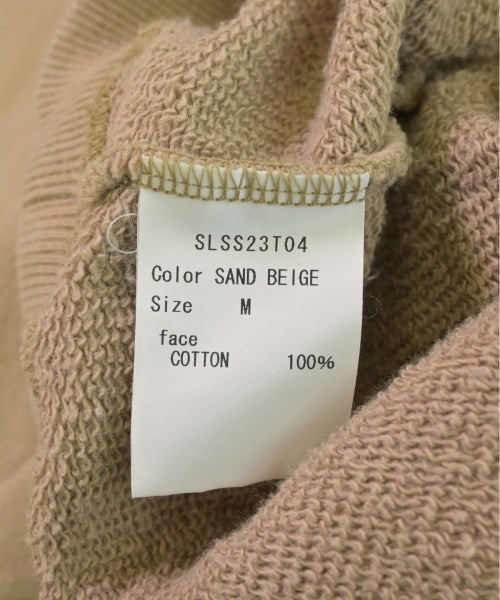 SLSS23T04
Color SAND BEIGE
Size M
face
COTTON 100%